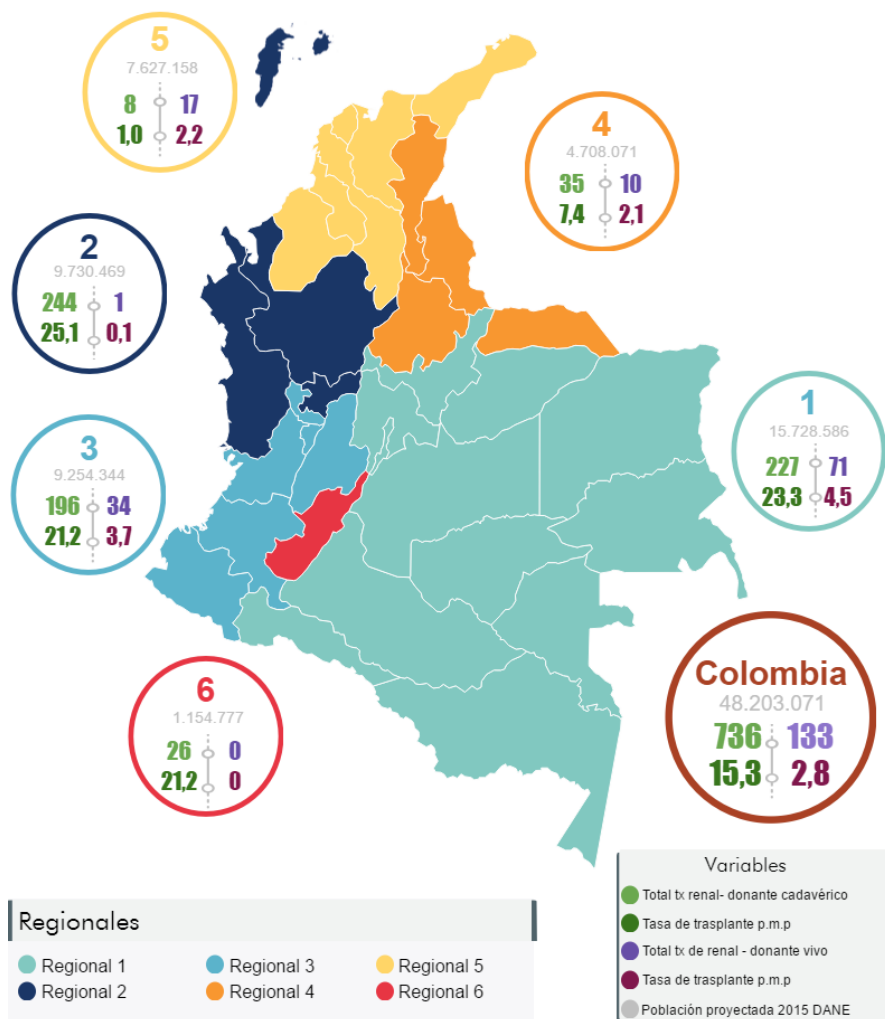 5
7.627.158
8 17
1,0 2,2
4
4.708.071
35 10
7,4 2,1
2
9.730.469
244 1
25,1 0,1
1
15.728.586
227 71
23,3 4,5
3
9.254.344
196 34
21,2 3,7
6
1.154.777
26 0
21,2 0
Colombia
48.203.071
736 133
15,3 2,8
Regionales
Regional 1
Regional 3
Regional 5
Regional 2
Regional 4
Regional 6
Variables
Total tx renal- donante cadavérico
Tasa de trasplante p.m.p
Total tx de renal - donante vivo
Tasa de trasplante p.m.p
Población proyectada 2015 DANE